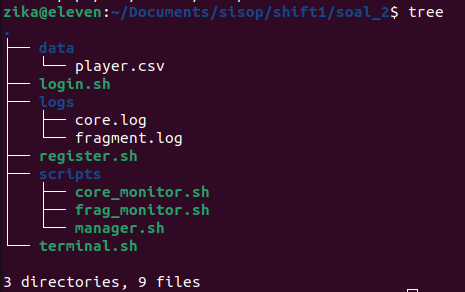 zika@eleven:~/Documents/sisop/shift1/soal_2$ tree
.
├── data
│   └── player.csv
├── login.sh
├── logs
│   ├── core.log
│   └── fragment.log
├── register.sh
├── scripts
│   ├── core_monitor.sh
│   ├── frag_monitor.sh
│   └── manager.sh
└── terminal.sh
3 directories, 9 files